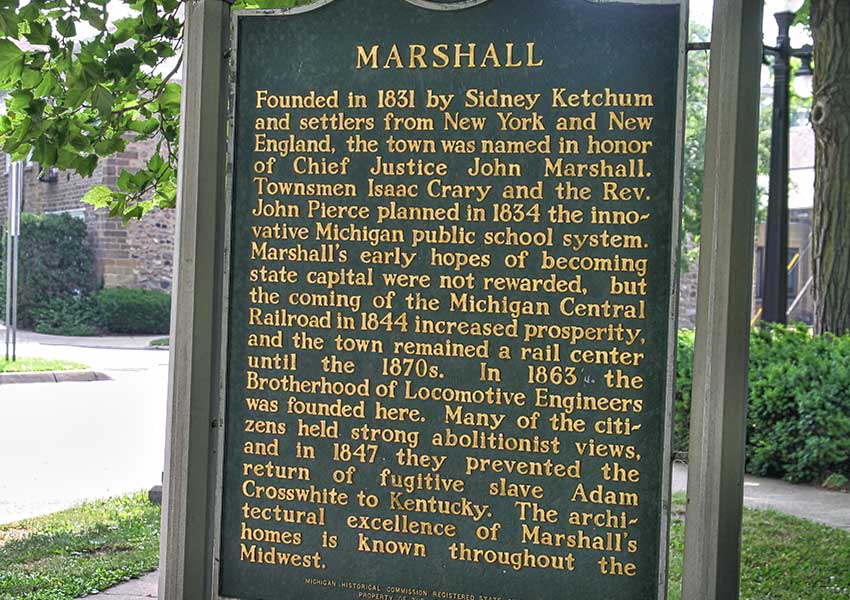 MARSHALL
Founded in 1831 by Sidney Ketchum
and settlers from New York and New
England, the town was named in honor
of Chief Justice John Marshall.
Townsmen Isaac Crary and the Rev.
John Pierce planned in 1834 the inno-
vative Michigan public school system.
Marshall's early hopes of becoming
state capital were not rewarded, but
the coming of the Michigan Central
Railroad in 1844 increased prosperity,
and the town remained a rail center
until the 1870s. In 1863 the
Brotherhood of Locomotive Engineers
was founded here. Many of the citi-
zens held strong abolitionist views,
and in 1847 they prevented the
return of fugitive slave Adam
Crosswhite to Kentucky. The archi-
tectural excellence of Marshall's
homes is known throughout the
Midwest.
MICHIGAN HISTORICAL COMMISSION REGISTERED STATE
PROPERTY OF